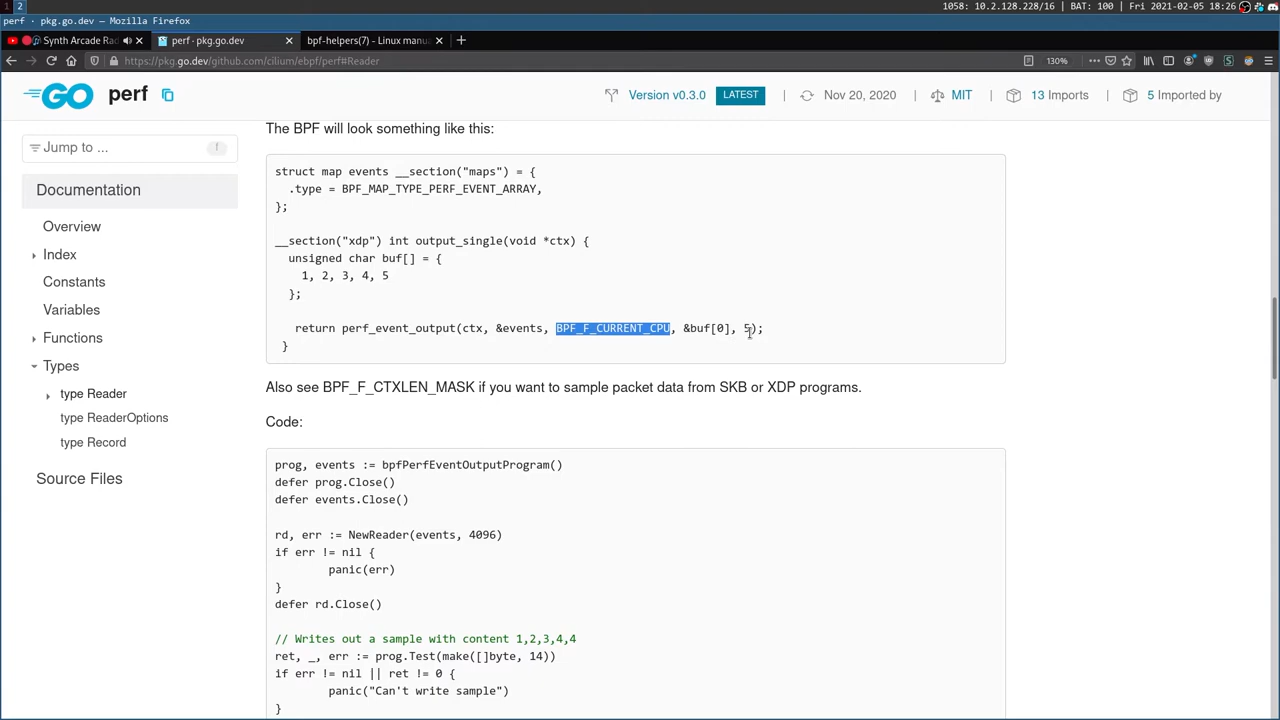 1 2 1058: 10.2.128.228/16 | BAT: 100 | Fri 2021-02-05 18:26
perf · pkg.go.dev — Mozilla Firefox
Synth Arcade Rad perf · pkg.go.dev bpf-helpers(7) - Linux manu
https://pkg.go.dev/github.com/cilium/ebpf/perf#Reader 130%
GO perf Version v0.3.0 LATEST | Nov 20, 2020 | MIT | 13 Imports | 5 Imported by
Jump to ... f
Documentation
Overview
Index
Constants
Variables
Functions
Types
type Reader
type ReaderOptions
type Record
Source Files
The BPF will look something like this:
struct map events __section("maps") = {
.type = BPF_MAP_TYPE_PERF_EVENT_ARRAY,
};
__section("xdp") int output_single(void *ctx) {
unsigned char buf[] = {
1, 2, 3, 4, 5
};
return perf_event_output(ctx, &events, BPF_F_CURRENT_CPU, &buf[0], 5);
}
Also see BPF_F_CTXLEN_MASK if you want to sample packet data from SKB or XDP programs.
Code:
prog, events := bpfPerfEventOutputProgram()
defer prog.Close()
defer events.Close()
rd, err := NewReader(events, 4096)
if err != nil {
panic(err)
}
defer rd.Close()
// Writes out a sample with content 1,2,3,4,4
ret, _, err := prog.Test(make([]byte, 14))
if err != nil || ret != 0 {
panic("Can't write sample")
}